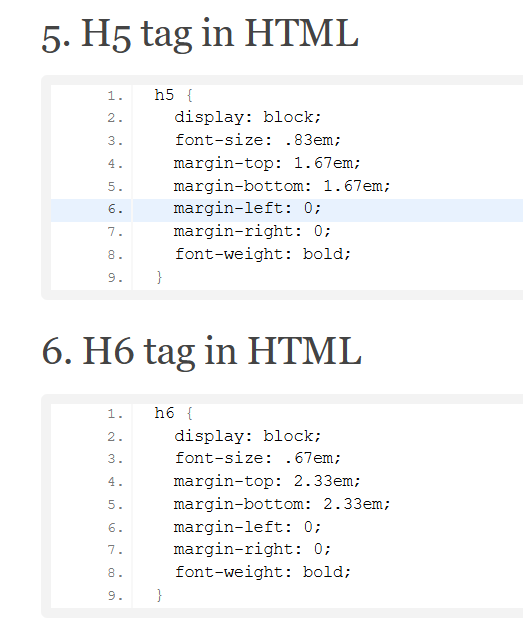 5. H5 tag in HTML
1. h5 {
2. display: block;
3. font-size: .83em;
4. margin-top: 1.67em;
5. margin-bottom: 1.67em;
6. margin-left: 0;
7. margin-right: 0;
8. font-weight: bold;
9. }
6. H6 tag in HTML
1. h6 {
2. display: block;
3. font-size: .67em;
4. margin-top: 2.33em;
5. margin-bottom: 2.33em;
6. margin-left: 0;
7. margin-right: 0;
8. font-weight: bold;
9. }